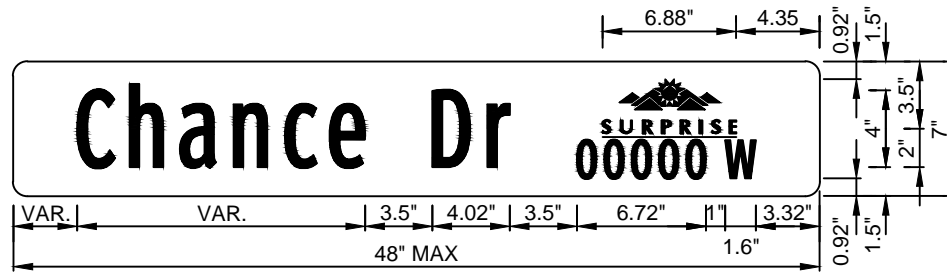 6.88" 4.35 0.92" 1.5"
Chance Dr
SURPRISE
00000 W
4" 3.5" 2" 7"
VAR. VAR. 3.5" 4.02" 3.5" 6.72" 1" 3.32" 0.92" 1.5"
1.6"
48" MAX